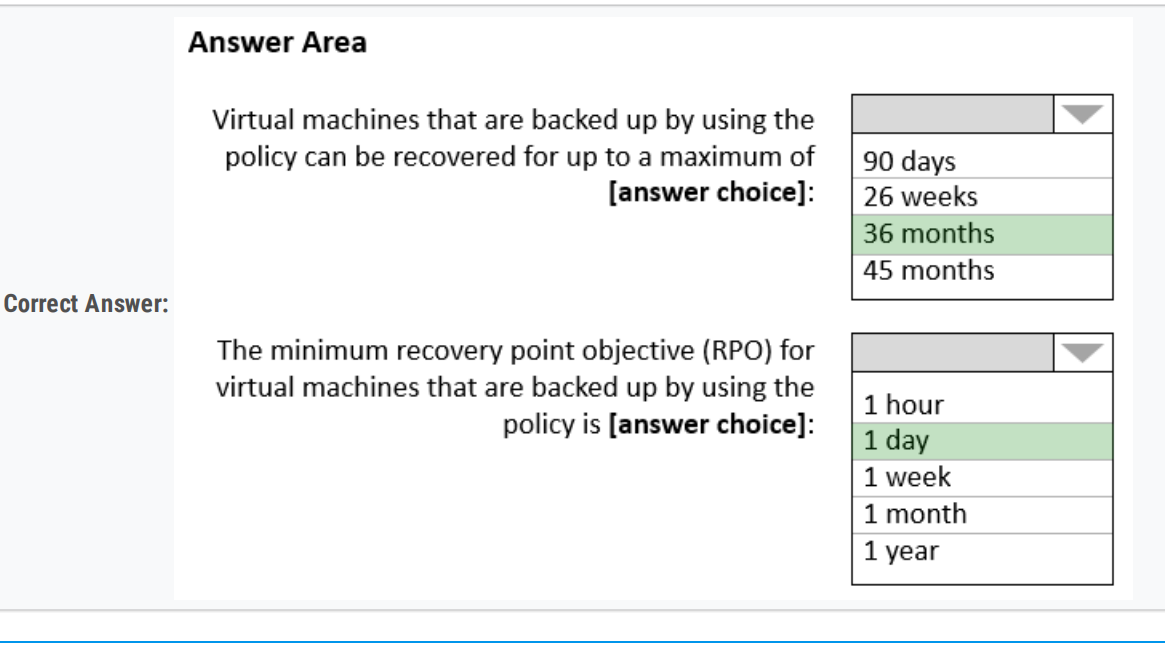 Answer Area
Virtual machines that are backed up by using the
policy can be recovered for up to a maximum of
[answer choice]:
90 days
26 weeks
36 months
45 months
Correct Answer:
The minimum recovery point objective (RPO) for
virtual machines that are backed up by using the
policy is [answer choice]:
1 hour
1 day
1 week
1 month
1 year